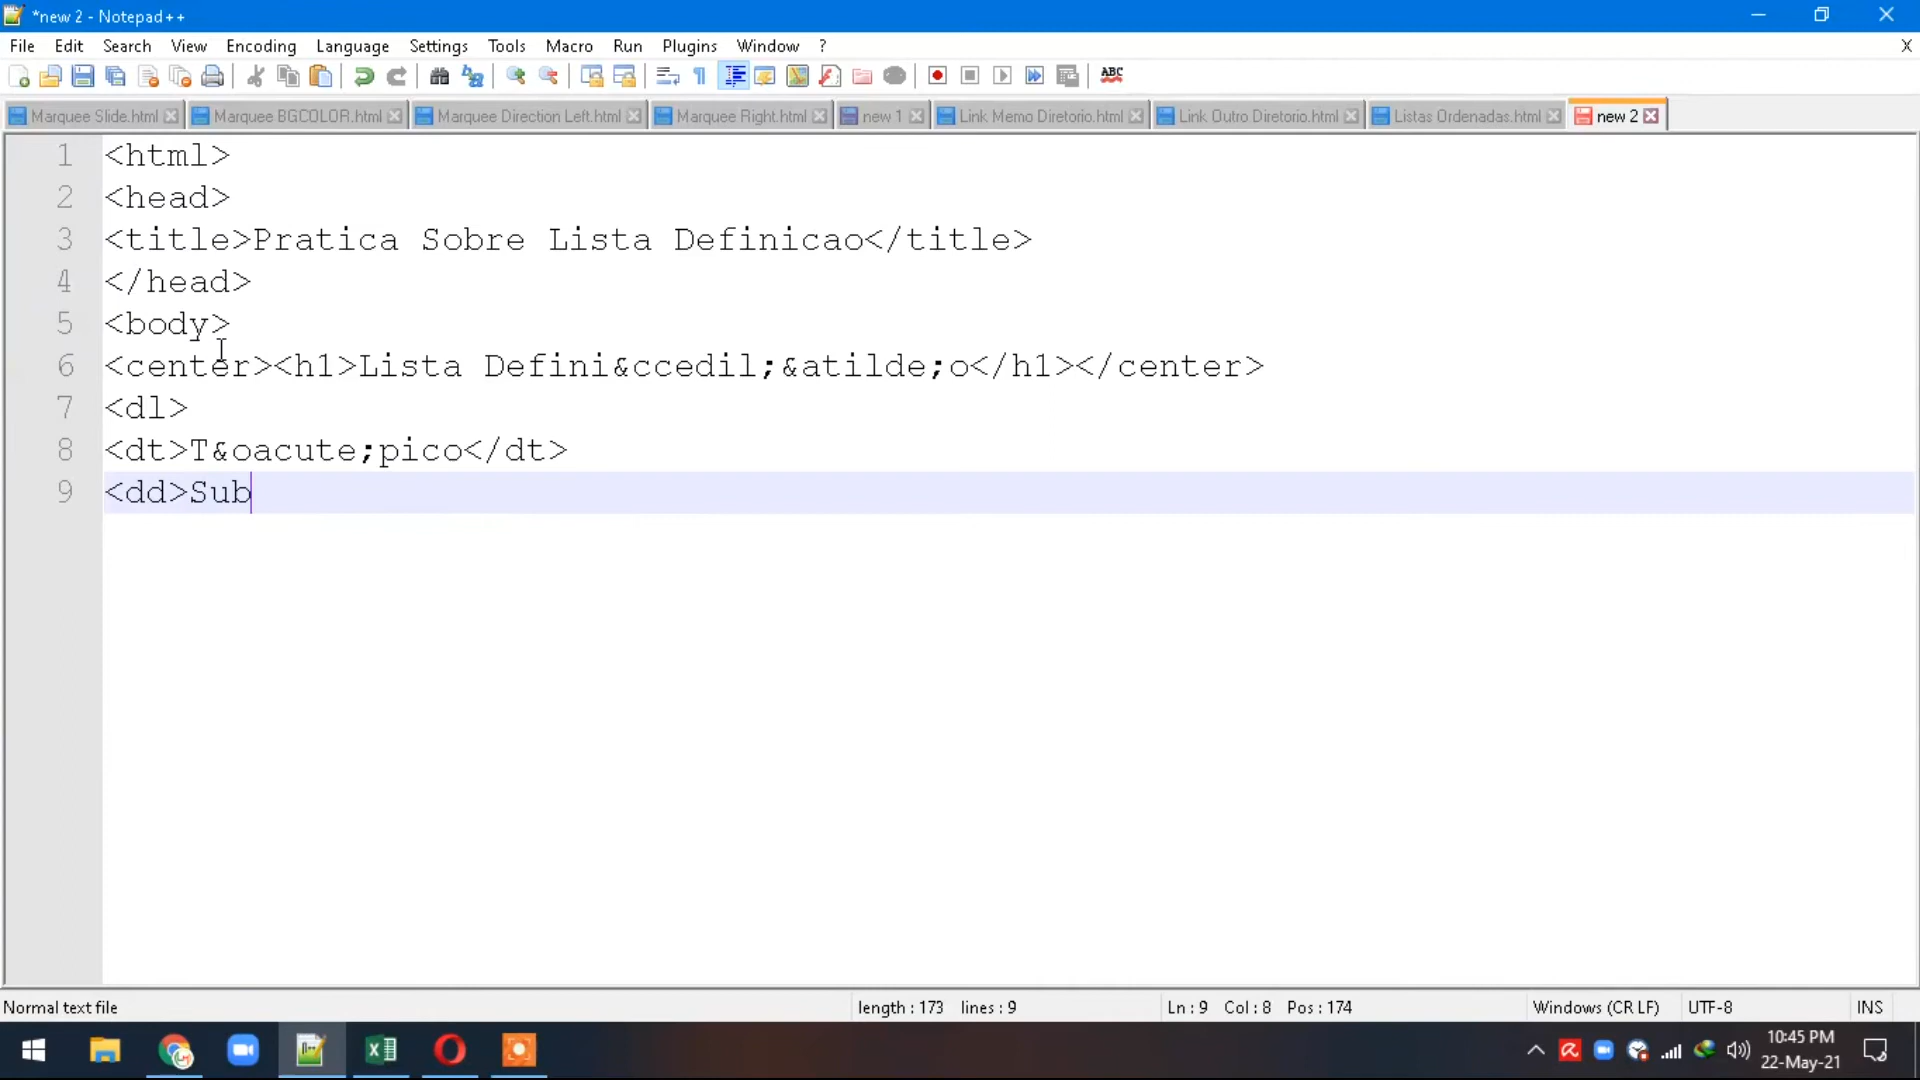 *new 2 - Notepad++
File Edit Search View Encoding Language Settings Tools Macro Run Plugins Window ? X
ABC
Marquee Slide.html Marquee BGCOLOR.html Marquee Direction Left.html Marquee Right.html new 1 Link Memo Diretorio.html Link Outro Diretorio.html Listas Ordenadas.html new 2
1 <html>
2 <head>
3 <title>Pratica Sobre Lista Definicao</title>
4 </head>
5 <body>
6 <center><h1>Lista Defini&ccedil;&atilde;o</h1></center>
7 <dl>
8 <dt>T&oacute;pico</dt>
9 <dd>Sub
Normal text file length : 173 lines : 9 Ln : 9 Col : 8 Pos : 174 Windows (CR LF) UTF-8 INS
10:45 PM
22-May-21